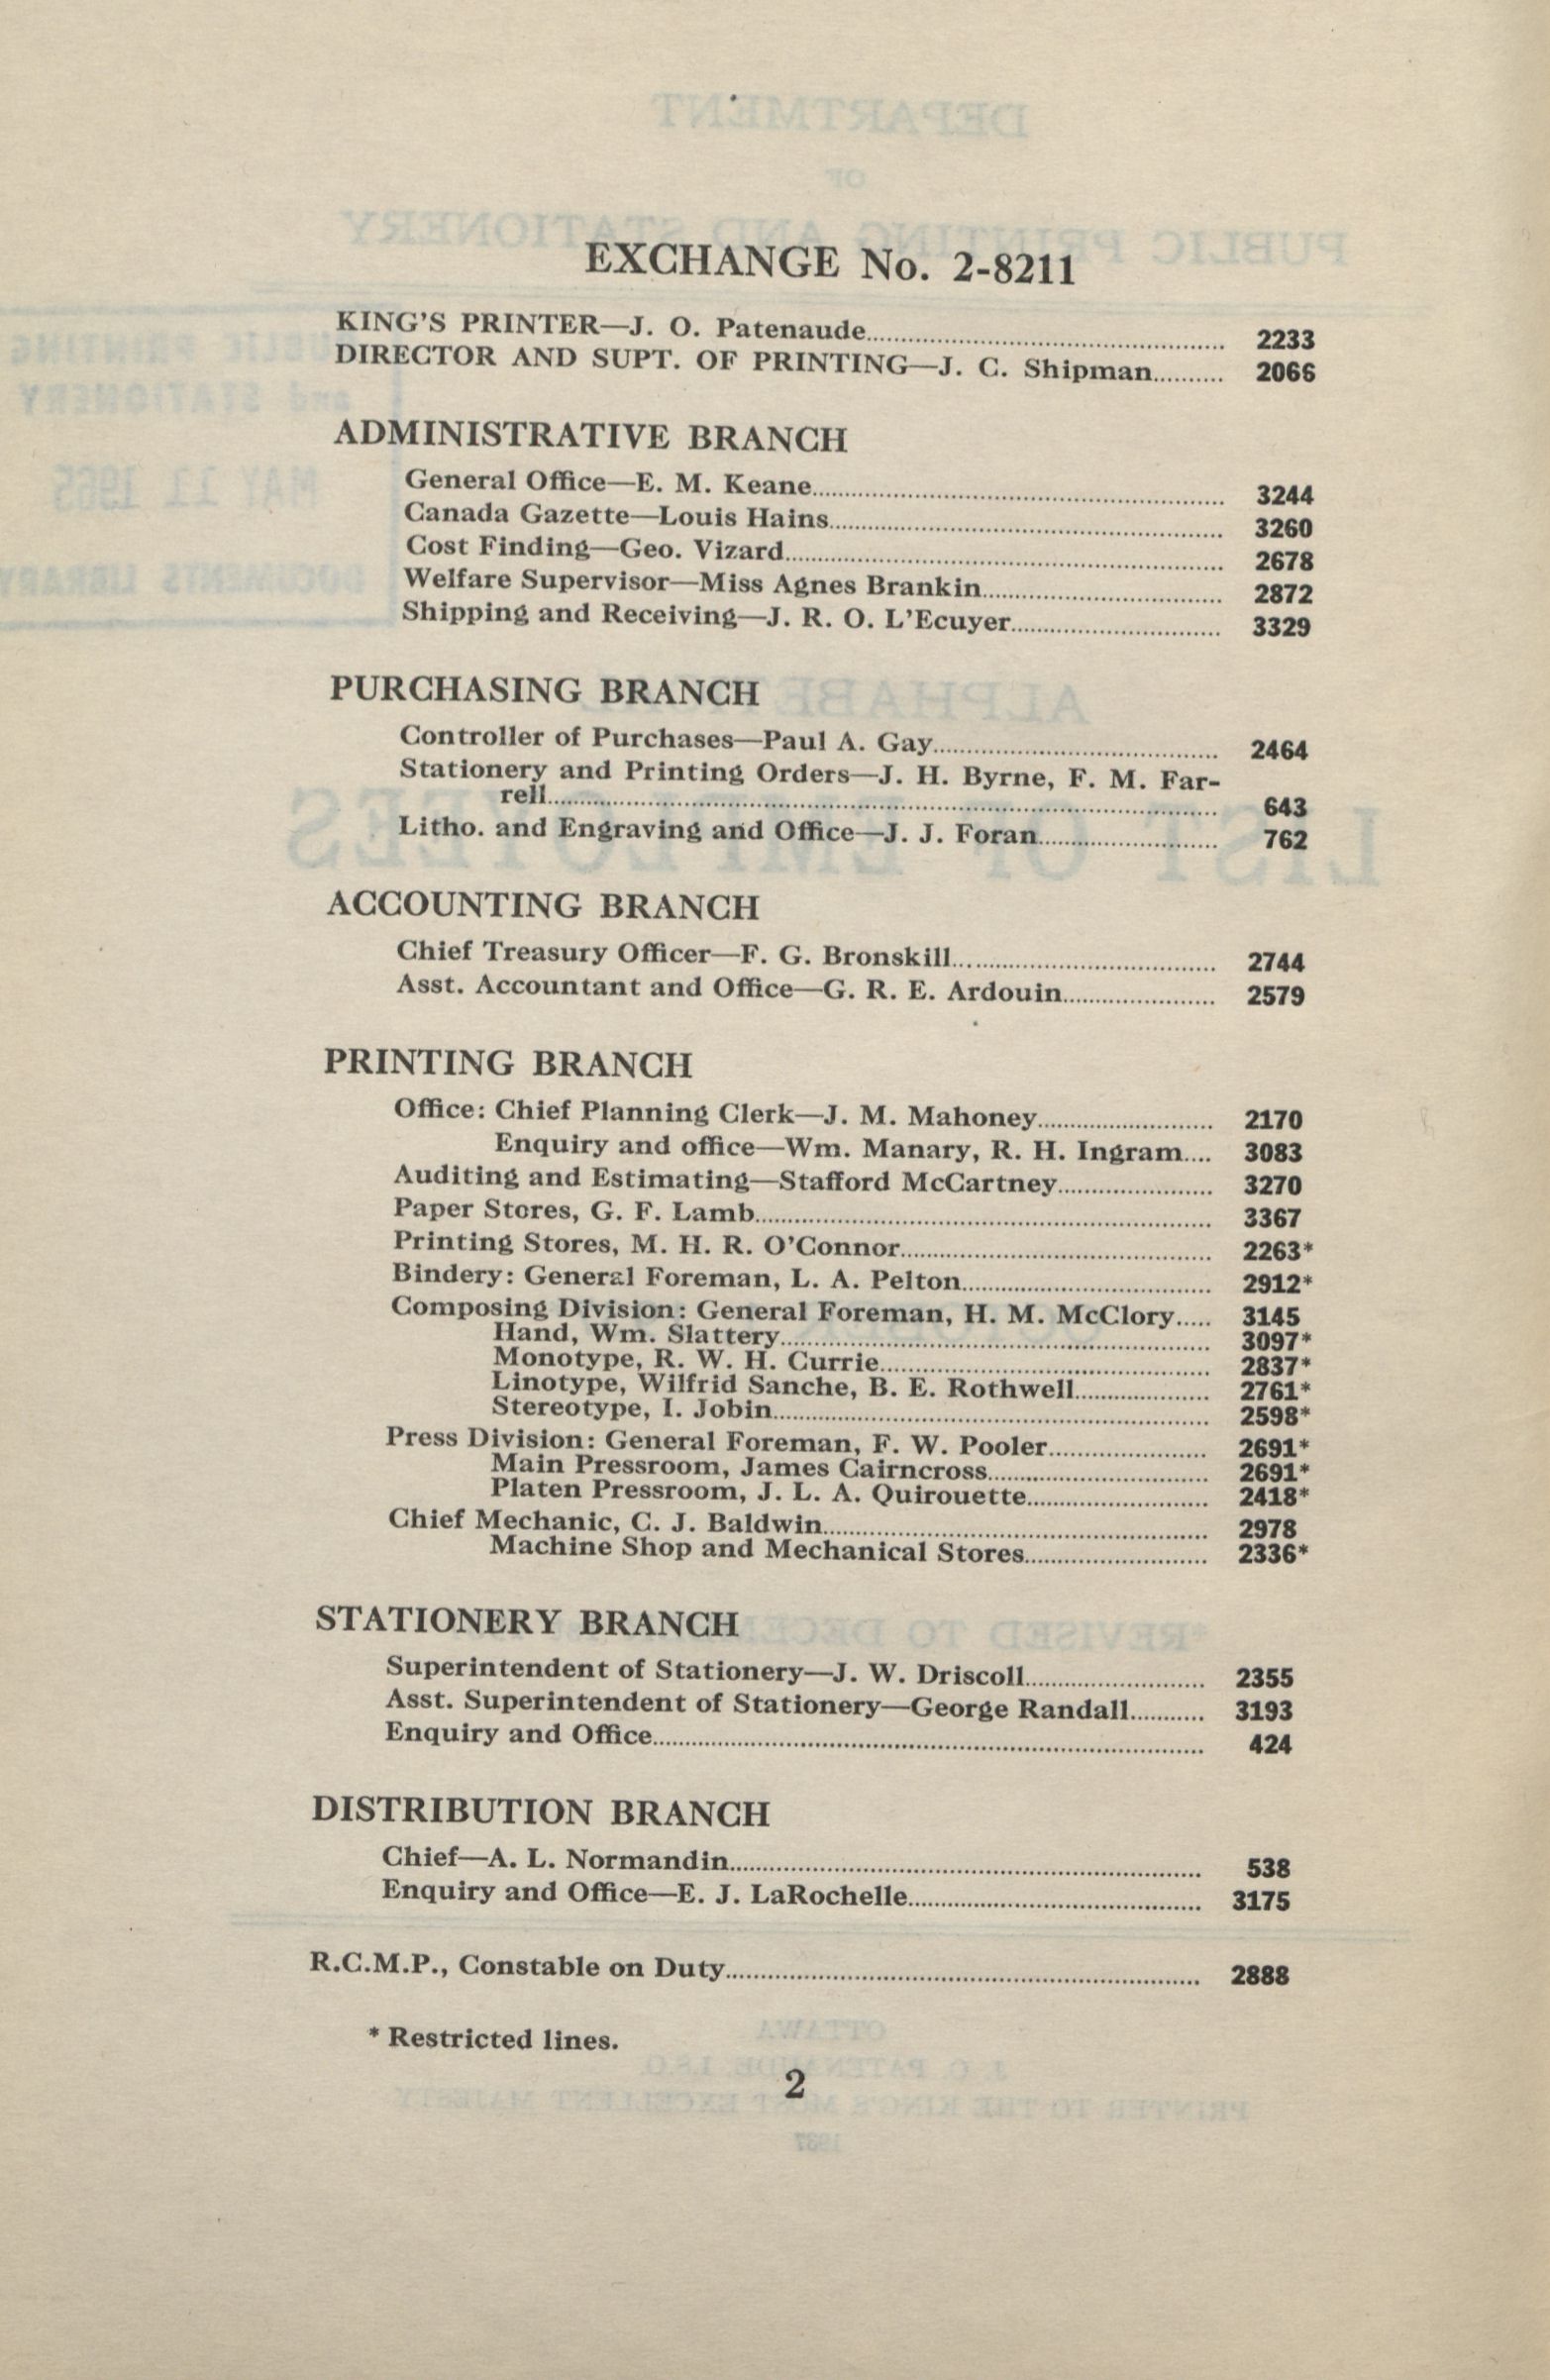 EXCHANGE No. 2-8211
KING'S PRINTER—J. O. Patenaude.......... 2233
DIRECTOR AND SUPT. OF PRINTING—J. C. Shipman.......... 2066
ADMINISTRATIVE BRANCH
General Office—E. M. Keane.......... 3244
Canada Gazette—Louis Hains.......... 3260
Cost Finding—Geo. Vizard.......... 2678
Welfare Supervisor—Miss Agnes Brankin.......... 2872
Shipping and Receiving—J. R. O. L'Ecuyer.......... 3329
PURCHASING BRANCH
Controller of Purchases—Paul A. Gay.......... 2464
Stationery and Printing Orders—J. H. Byrne, F. M. Far-
rell.......... 643
Litho. and Engraving and Office—J. J. Foran.......... 762
ACCOUNTING BRANCH
Chief Treasury Officer—F. G. Bronskill.......... 2744
Asst. Accountant and Office—G. R. E. Ardouin.......... 2579
PRINTING BRANCH
Office: Chief Planning Clerk—J. M. Mahoney.......... 2170
Enquiry and office—Wm. Manary, R. H. Ingram.... 3083
Auditing and Estimating—Stafford McCartney.......... 3270
Paper Stores, G. F. Lamb.......... 3367
Printing Stores, M. H. R. O'Connor.......... 2263*
Bindery: General Foreman, L. A. Pelton.......... 2912*
Composing Division: General Foreman, H. M. McClory..... 3145
Hand, Wm. Slattery.......... 3097*
Monotype, R. W. H. Currie.......... 2837*
Linotype, Wilfrid Sanche, B. E. Rothwell.......... 2761*
Stereotype, I. Jobin.......... 2598*
Press Division: General Foreman, F. W. Pooler.......... 2691*
Main Pressroom, James Cairncross.......... 2691*
Platen Pressroom, J. L. A. Quirouette.......... 2418*
Chief Mechanic, C. J. Baldwin.......... 2978
Machine Shop and Mechanical Stores.......... 2336*
STATIONERY BRANCH
Superintendent of Stationery—J. W. Driscoll.......... 2355
Asst. Superintendent of Stationery—George Randall.......... 3193
Enquiry and Office.......... 424
DISTRIBUTION BRANCH
Chief—A. L. Normandin.......... 538
Enquiry and Office—E. J. LaRochelle.......... 3175
R.C.M.P., Constable on Duty.......... 2888
* Restricted lines.
2